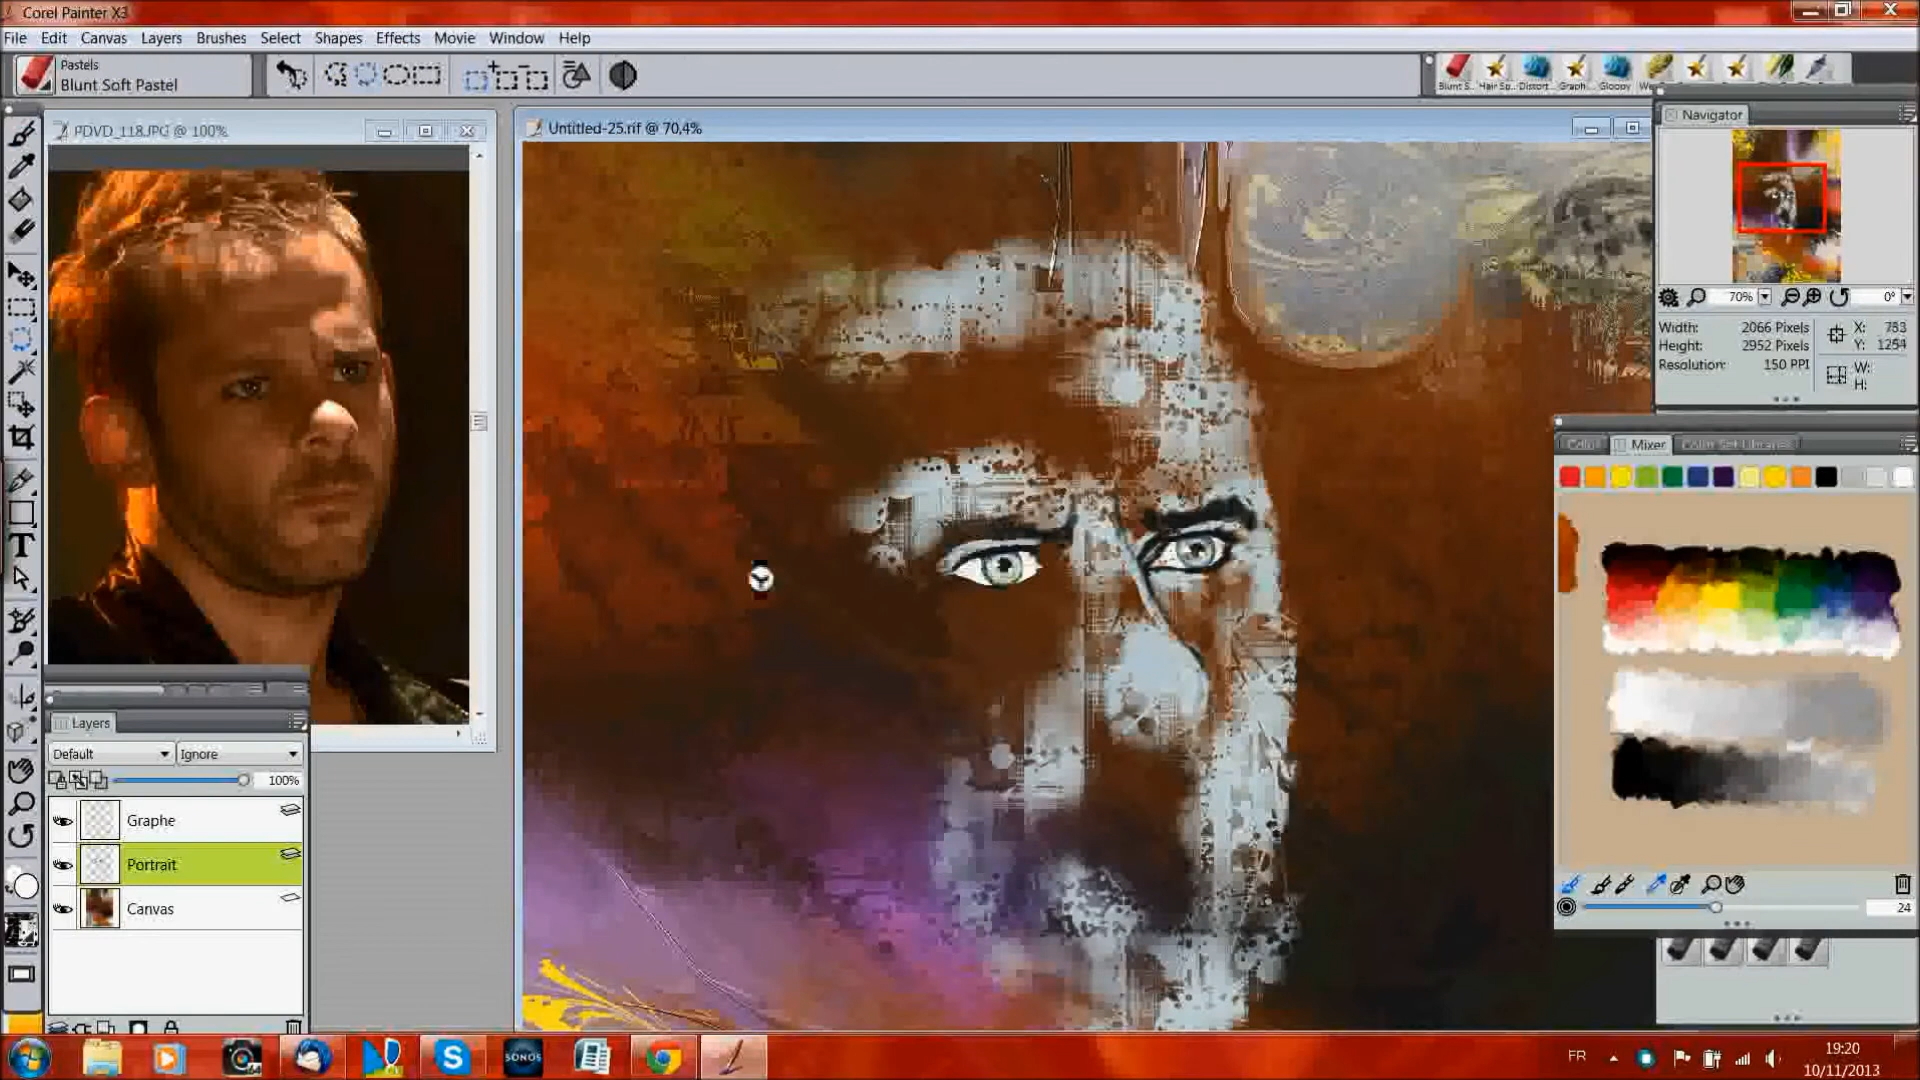 Corel Painter X3
File Edit Canvas Layers Brushes Select Shapes Effects Movie Window Help
Pastels
Blunt Soft Pastel
Blunt S... Hair Sp... Distort... Graph... Gloopy
PDVD_118.JPG @ 100%
Untitled-25.rif @ 70,4%
Navigator
70% 0°
Width: 2066 Pixels X: 753
Height: 2952 Pixels Y: 1254
Resolution: 150 PPI W:
H:
Color Mixer Color Set Libraries
24
T
Layers
Default Ignore
100%
Graphe
Portrait
Canvas
S SONOS
FR
19:20
10/11/2013